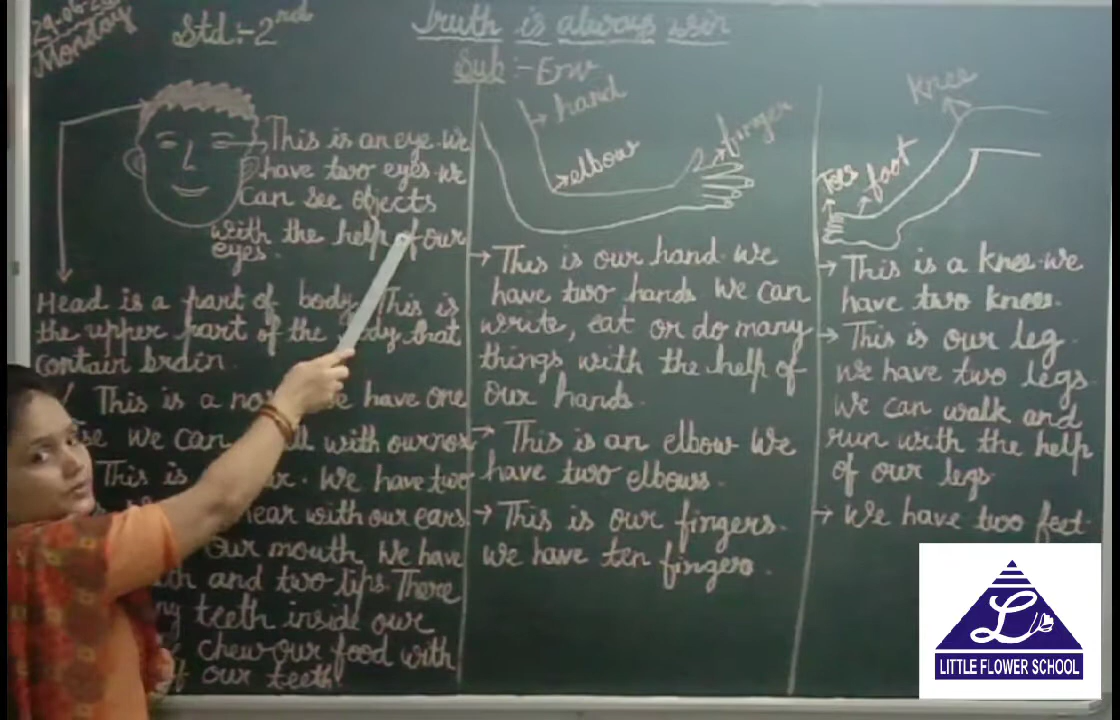 Monday
Std:-2nd
Truth is always win
Sub:-Erw
This is an eye. We
have two eyes. We
Can see objects
with the help of our
eyes.
Head is a part of body. This is
the upper part of the body that
contain brain.
This is a We have one
We can with our nos
This is We have two
hear with our ears.
Our mouth, We have
and two lips. There
teeth inside our
chew our food with
of our teeth.
hand
elbow
finger
→ This is our hand. We
have two hands We can
write, eat or do many
things with the help of
our hands.
→ This is an elbow We
have two elbows.
→ This is our fingers.
we have ten fingers.
Knee
Toes
foot
→ This is a knee. We
have two knees.
→ This is our leg.
We have two legs.
We can walk and
run with the help
of our legs
→ We have two feet.
LITTLE FLOWER SCHOOL